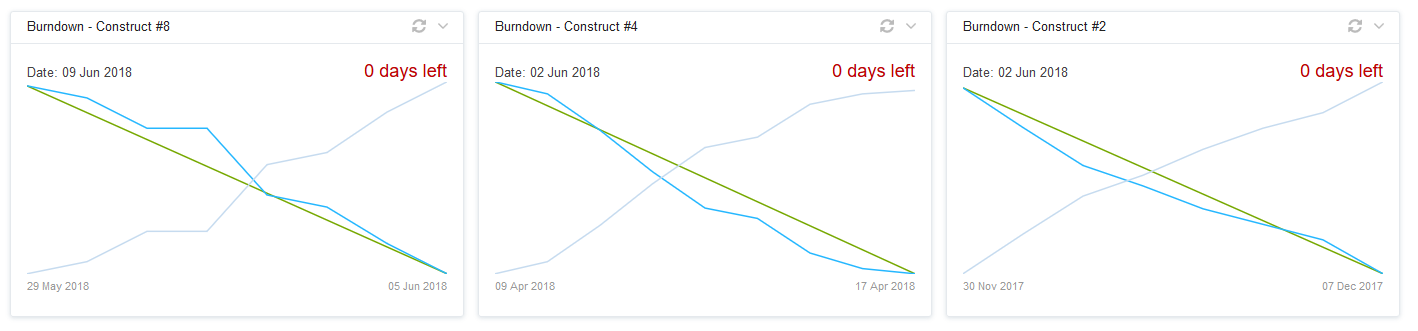 Burndown - Construct #8
Date: 09 Jun 2018
0 days left
29 May 2018
05 Jun 2018
Burndown - Construct #4
Date: 02 Jun 2018
0 days left
09 Apr 2018
17 Apr 2018
Burndown - Construct #2
Date: 02 Jun 2018
0 days left
30 Nov 2017
07 Dec 2017